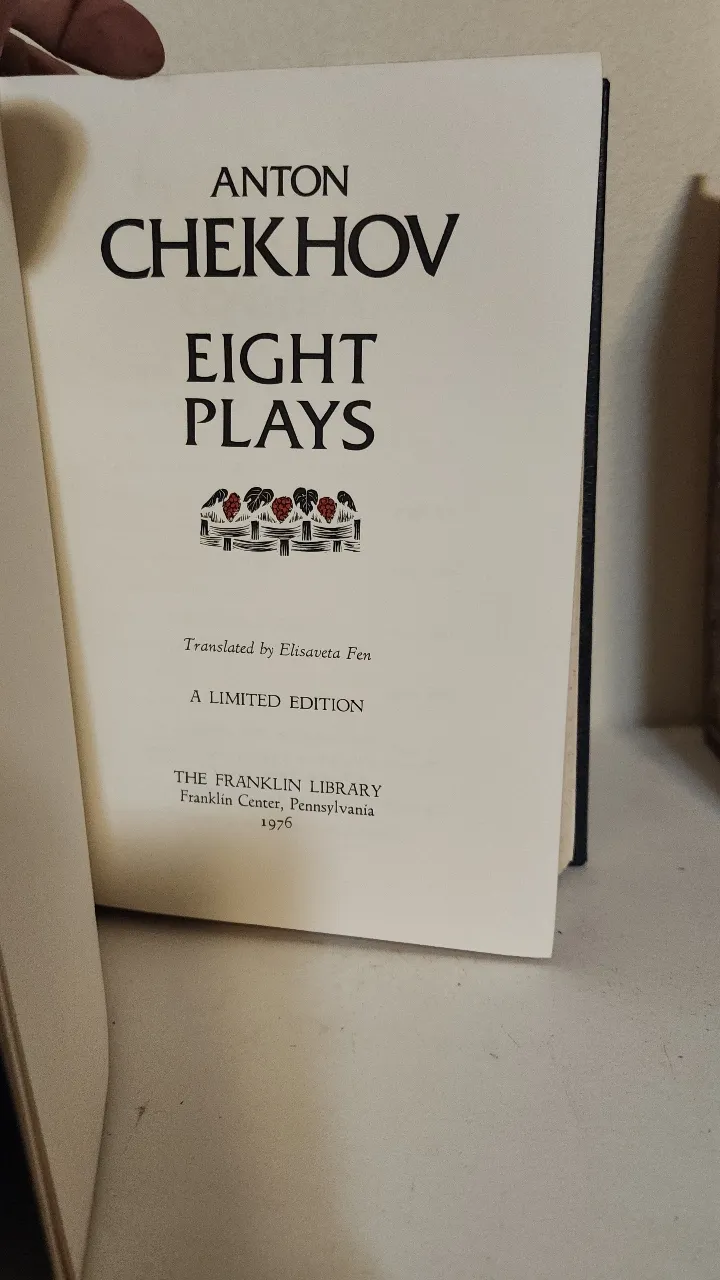 ANTON
CHEKHOV
EIGHT
PLAYS
Translated by Elisaveta Fen
A LIMITED EDITION
THE FRANKLIN LIBRARY
Franklin Center, Pennsylvania
1976